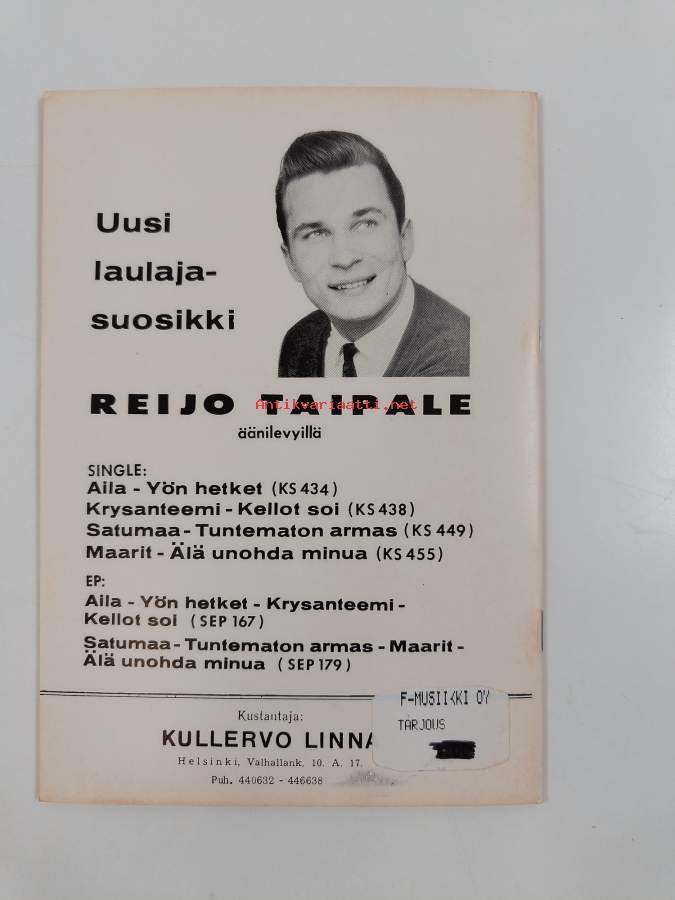 Uusi
laulaja-
suosikki
REIJO TAIPALE
Antikvariaatti.net
äänilevyillä
SINGLE:
Aila - Yön hetket (KS 434)
Krysanteemi - Kellot soi (KS 438)
Satumaa - Tuntematon armas (KS 449)
Maarit - Älä unohda minua (KS 455)
EP:
Aila - Yön hetket - Krysanteemi -
Kellot soi (SEP 167)
Satumaa - Tuntematon armas - Maarit -
Älä unohda minua (SEP 179)
Kustantaja:
KULLERVO LINNA
Helsinki, Valhallank. 10. A. 17.
Puh. 440632 - 446638
F-MUSIIKKI OY
TARJOUS